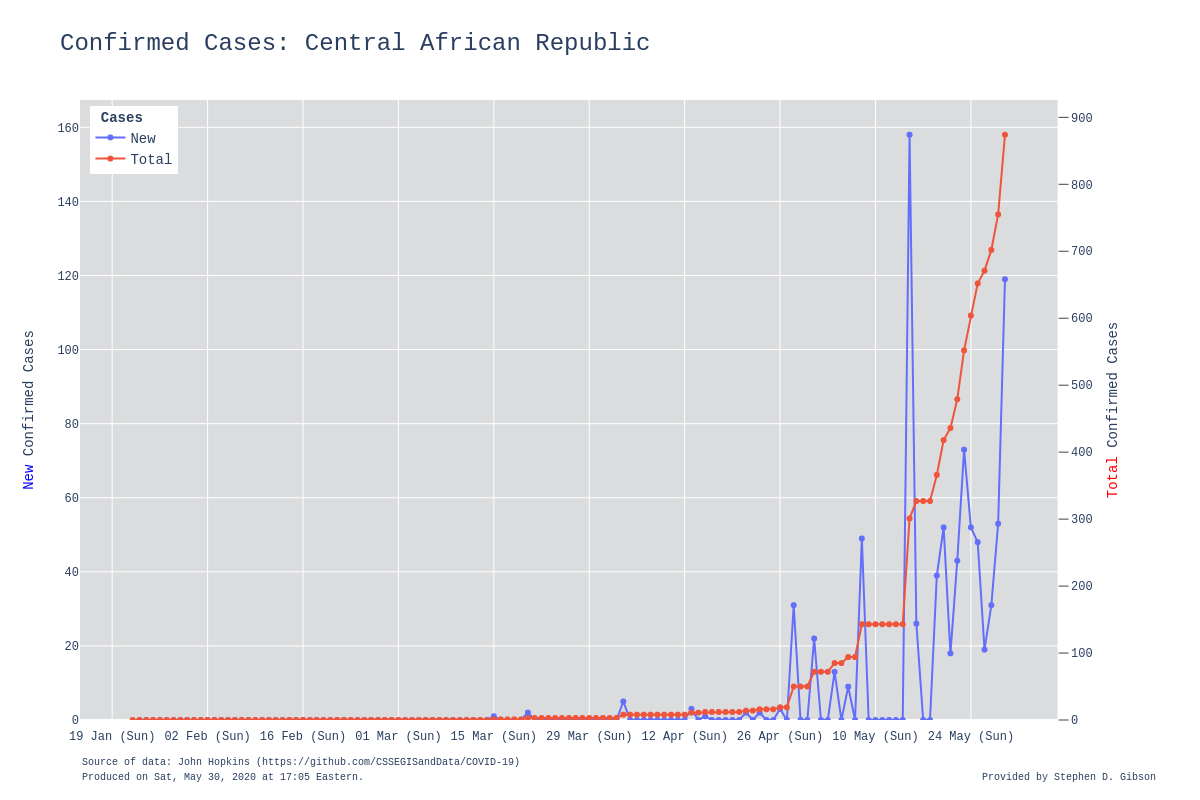 Confirmed Cases: Central African Republic
Cases
New
Total
160
140
120
100
80
60
40
20
0
900
800
700
600
500
400
300
200
100
0
New Confirmed Cases
Total Confirmed Cases
19 Jan (Sun) 02 Feb (Sun) 16 Feb (Sun) 01 Mar (Sun) 15 Mar (Sun) 29 Mar (Sun) 12 Apr (Sun) 26 Apr (Sun) 10 May (Sun) 24 May (Sun)
Source of data: John Hopkins (https://github.com/CSSEGISandData/COVID-19)
Produced on Sat, May 30, 2020 at 17:05 Eastern.
Provided by Stephen D. Gibson